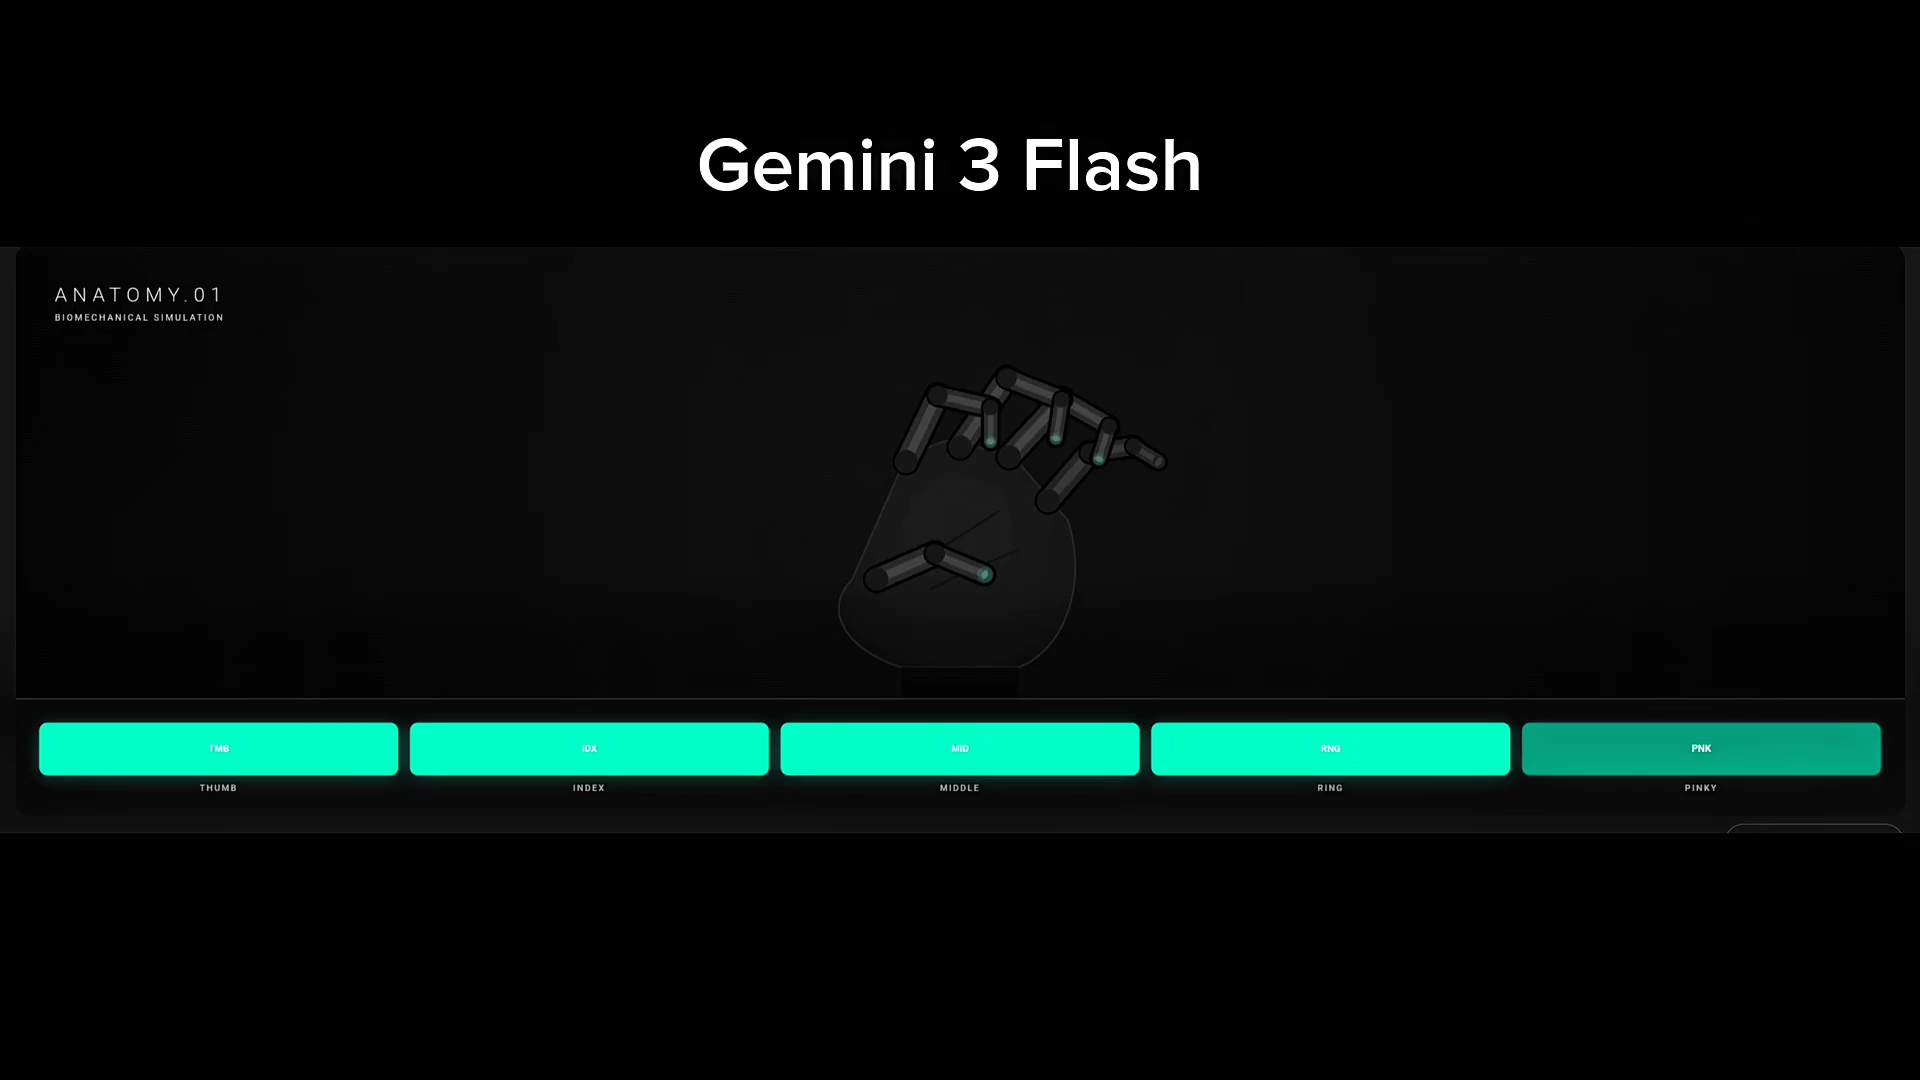 Gemini 3 Flash
ANATOMY.01
BIOMECHANICAL SIMULATION
TMB
IDX
MID
RNG
PNK
THUMB
INDEX
MIDDLE
RING
PINKY